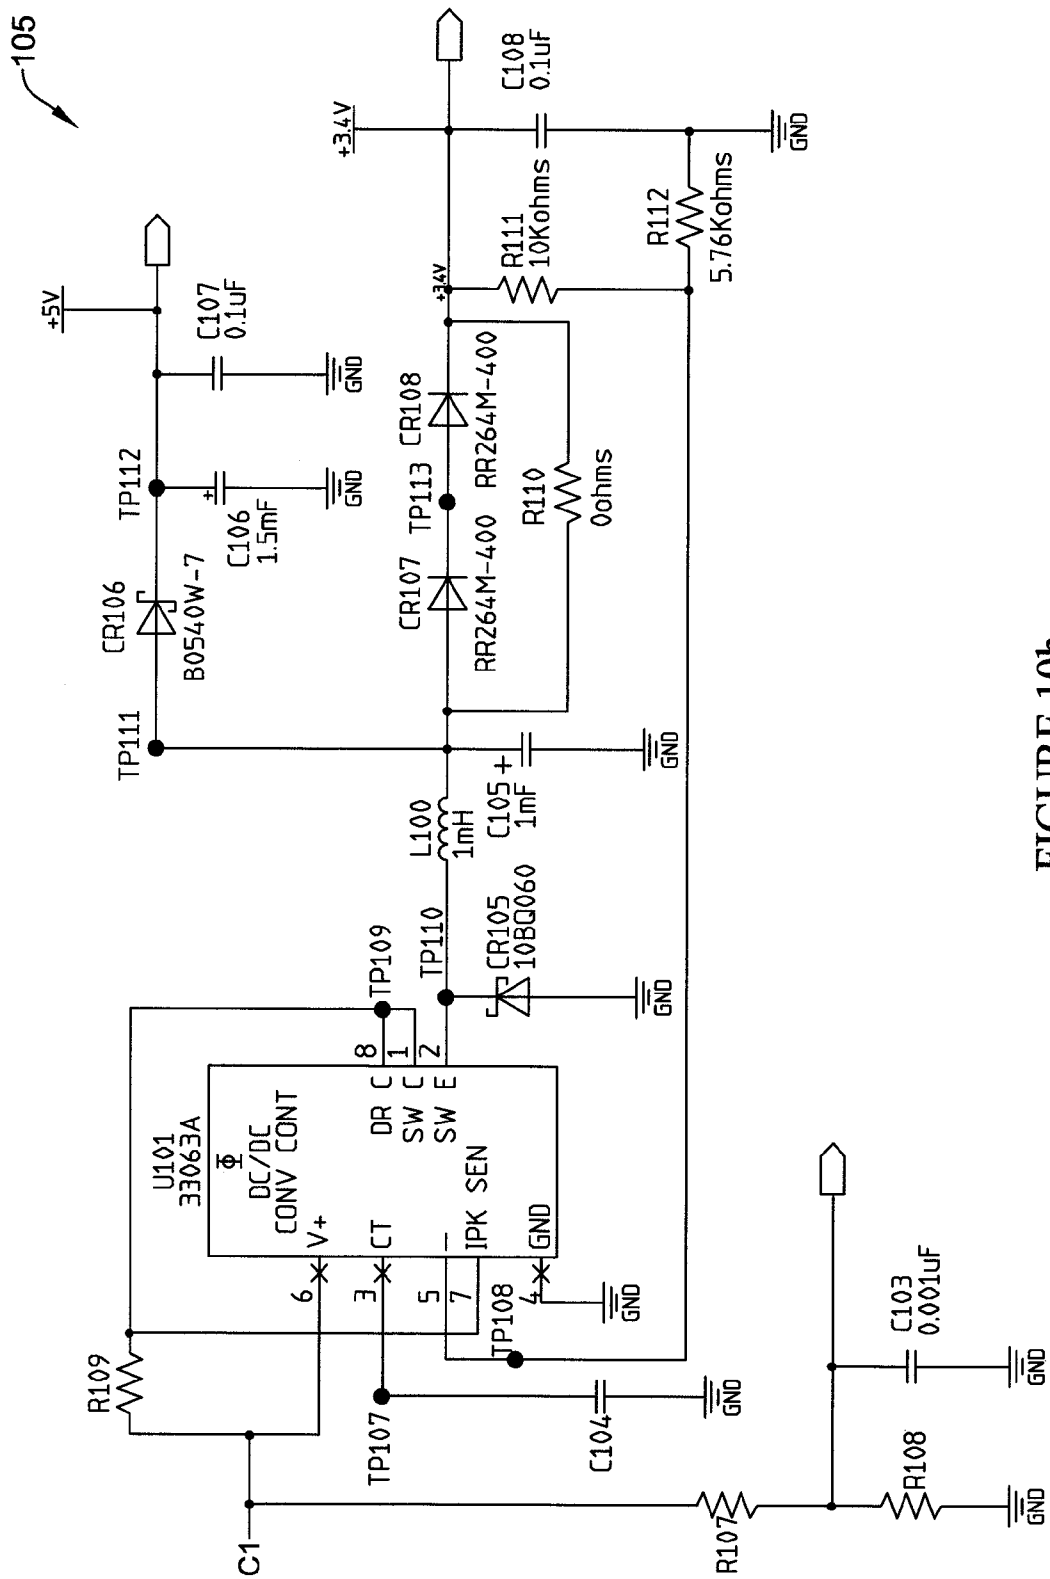 105
+5V
+3.4V
TP111
CR106
B0540W-7
TP112
C106
1.5mF
GND
C107
0.1uF
GND
R109
U101
33063A
DC/DC
CONV CONT
V+
CT
—
IPK SEN
GND
DR C
SW C
SW E
6
3
5
7
4
8
1
2
TP109
TP110
L100
1mH
CR105
10BQ060
GND
C105
1mF
GND
CR107
RR264M-400
TP113
CR108
RR264M-400
R110
0ohms
+3.4V
R111
10Kohms
C108
0.1uF
R112
5.76Kohms
GND
C1
TP107
C104
GND
TP108
GND
R107
R108
GND
C103
0.001uF
GND